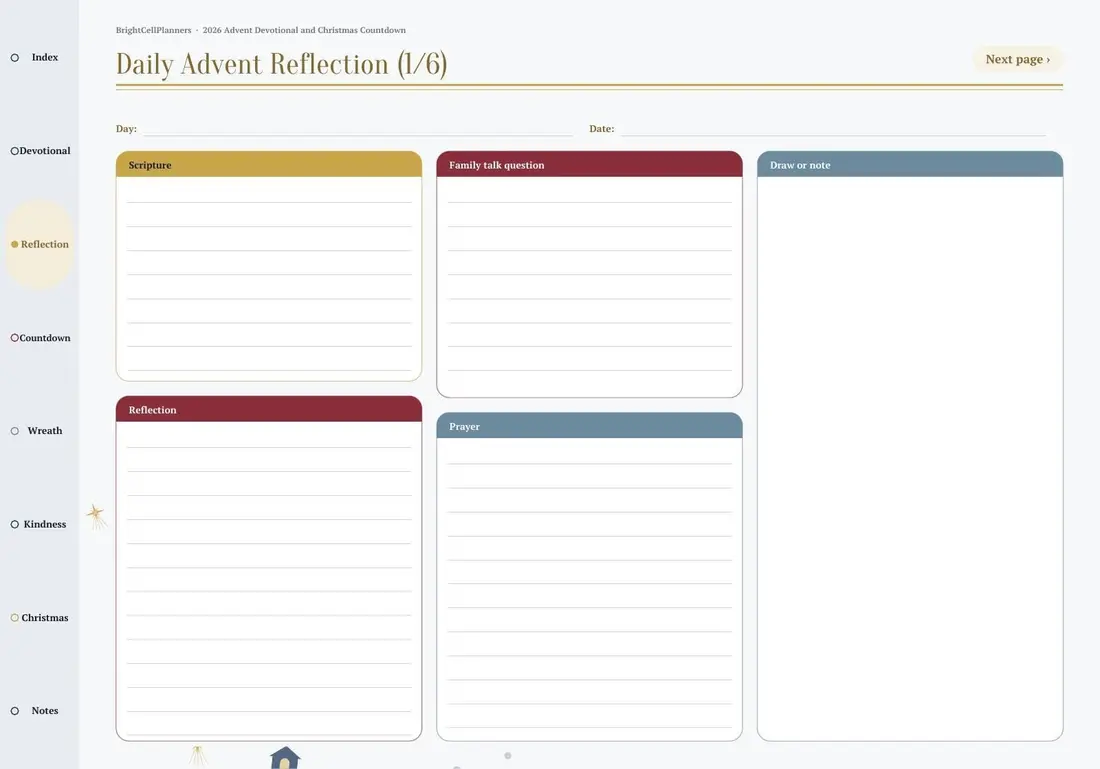 BrightCellPlanners · 2026 Advent Devotional and Christmas Countdown
Daily Advent Reflection (1/6)
Next page ›
Index
Devotional
Reflection
Countdown
Wreath
Kindness
Christmas
Notes
Day:
Date:
Scripture
Reflection
Family talk question
Prayer
Draw or note